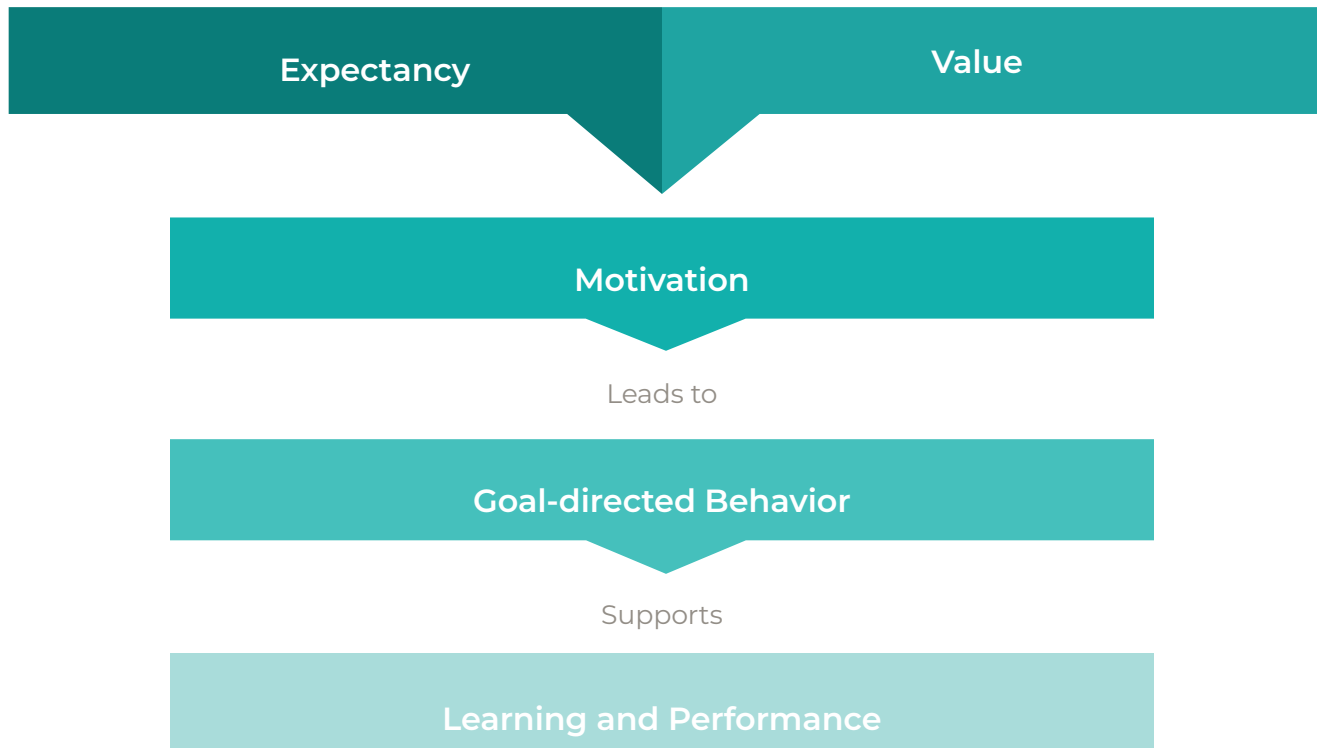 Expectancy
Value
Motivation
Leads to
Goal-directed Behavior
Supports
Learning and Performance